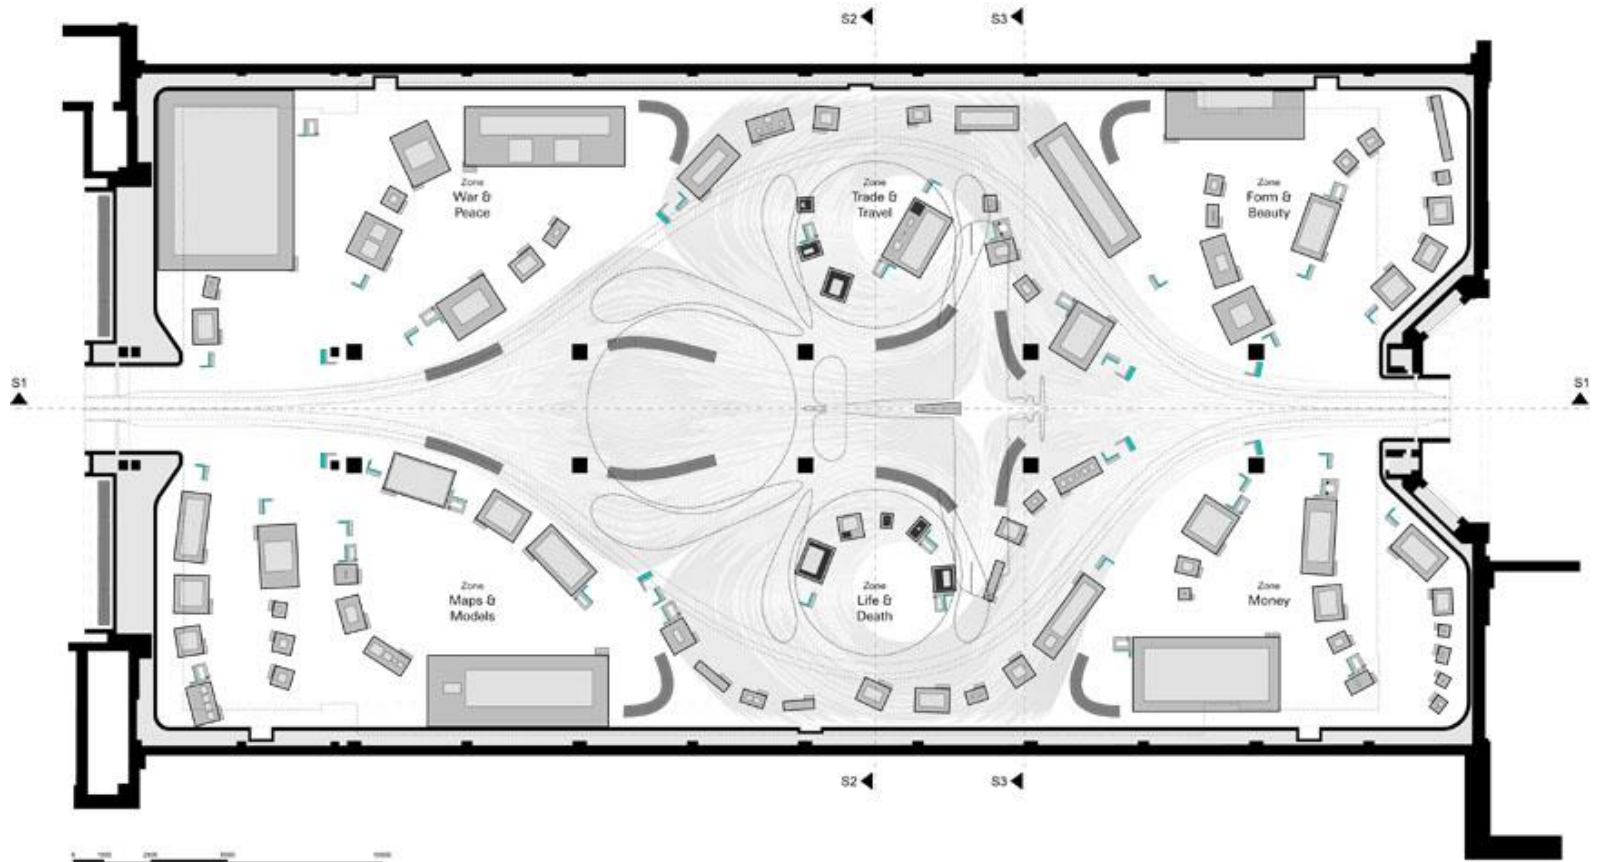 S2
S3
Zone
War &
Peace
Zone
Trade &
Travel
Zone
Form &
Beauty
S1
S1
Zone
Maps &
Models
Zone
Life &
Death
Zone
Money
S2
S3